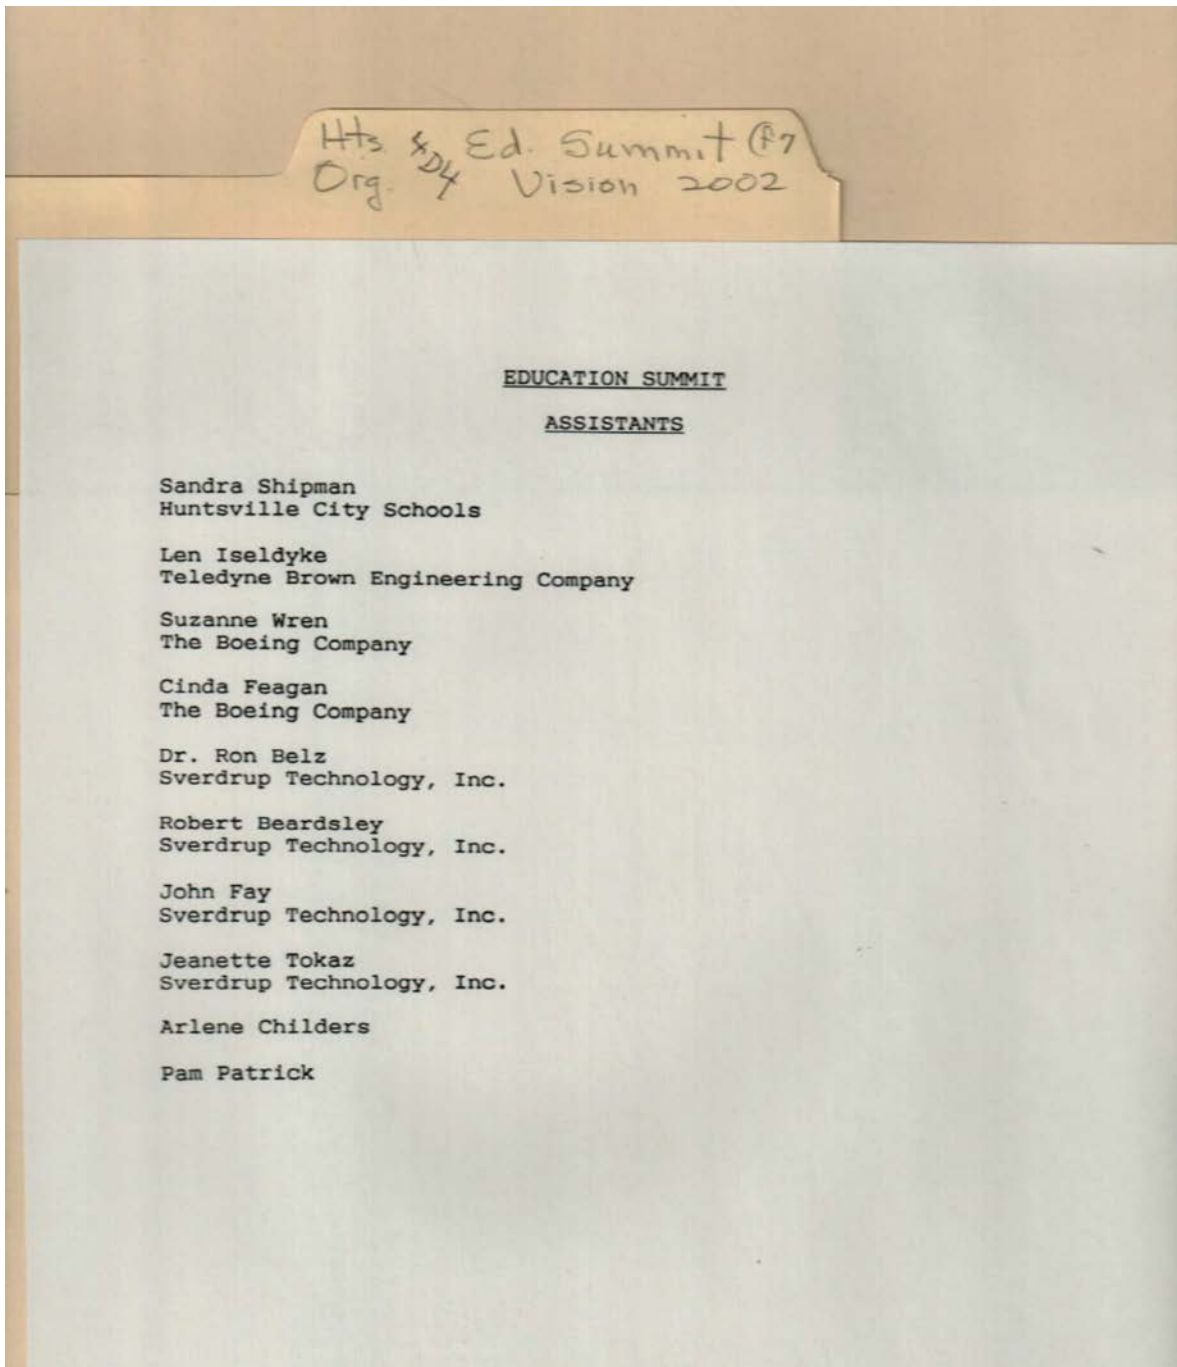 Hts & Ed. Summit
Org. D4 Vision 2002
EDUCATION SUMMIT
ASSISTANTS
Sandra Shipman
Huntsville City Schools
Len Iseldyke
Teledyne Brown Engineering Company
Suzanne Wren
The Boeing Company
Cinda Feagan
The Boeing Company
Dr. Ron Belz
Sverdrup Technology, Inc.
Robert Beardsley
Sverdrup Technology, Inc.
John Fay
Sverdrup Technology, Inc.
Jeanette Tokaz
Sverdrup Technology, Inc.
Arlene Childers
Pam Patrick